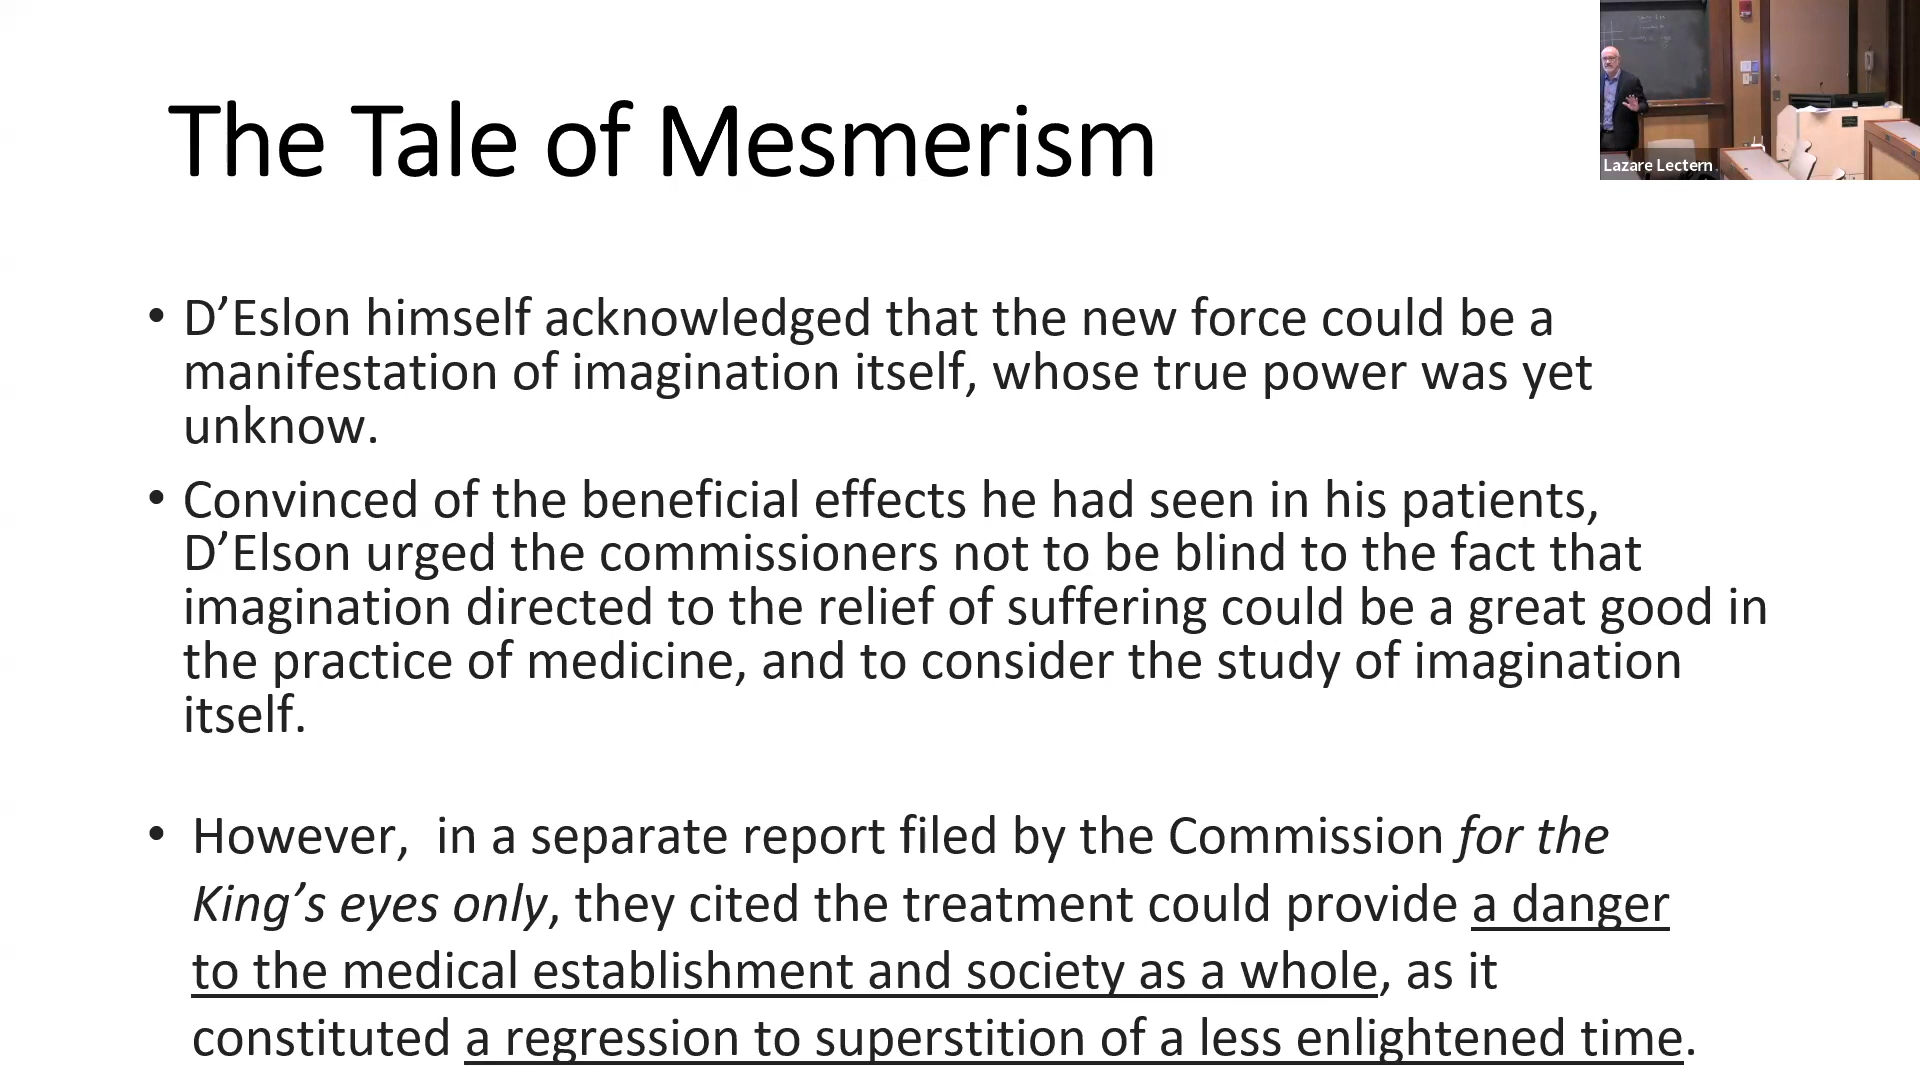 The Tale of Mesmerism
Lazare Lectern
• D’Eslon himself acknowledged that the new force could be a
manifestation of imagination itself, whose true power was yet
unknow.
• Convinced of the beneficial effects he had seen in his patients,
D’Elson urged the commissioners not to be blind to the fact that
imagination directed to the relief of suffering could be a great good in
the practice of medicine, and to consider the study of imagination
itself.
• However,  in a separate report filed by the Commission for the
King’s eyes only, they cited the treatment could provide a danger
to the medical establishment and society as a whole, as it
constituted a regression to superstition of a less enlightened time.